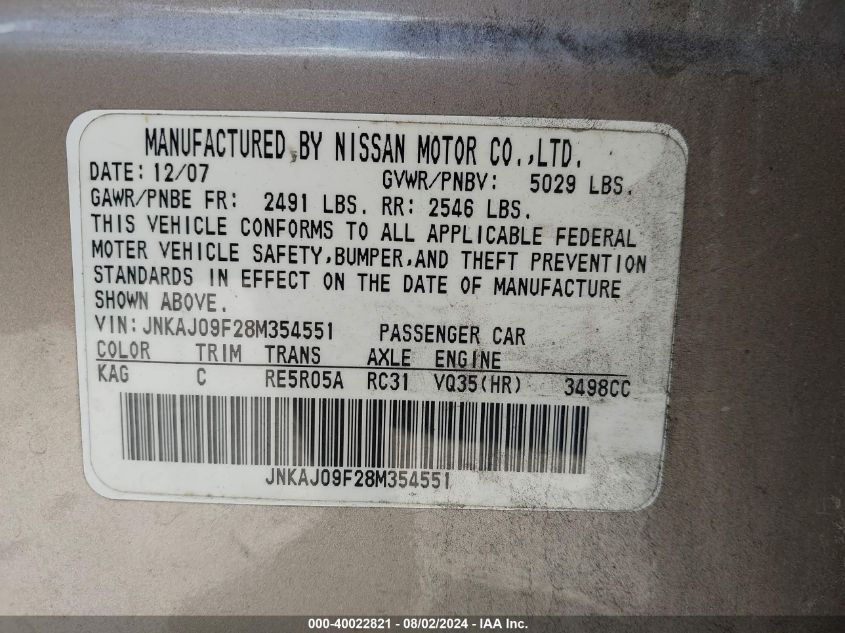 MANUFACTURED BY NISSAN MOTOR CO.,LTD.
DATE: 12/07 GVWR/PNBV: 5029 LBS.
GAWR/PNBE FR: 2491 LBS. RR: 2546 LBS.
THIS VEHICLE CONFORMS TO ALL APPLICABLE FEDERAL
MOTER VEHICLE SAFETY,BUMPER,AND THEFT PREVENTION
STANDARDS IN EFFECT ON THE DATE OF MANUFACTURE
SHOWN ABOVE.
VIN: JNKAJ09F28M354551 PASSENGER CAR
COLOR TRIM TRANS AXLE ENGINE
KAG C RE5R05A RC31 VQ35(HR) 3498CC
JNKAJ09F28M354551
000-40022821 - 08/02/2024 - IAA Inc.